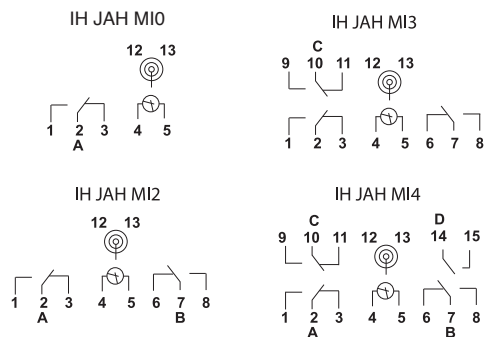 IH JAH MI0
12 13
1 2 3 4 5
A
IH JAH MI3
C
9 10 11 12 13
1 2 3 4 5 6 7 8
IH JAH MI2
12 13
1 2 3 4 5 6 7 8
A B
IH JAH MI4
C D
9 10 11 12 13 14 15
1 2 3 4 5 6 7 8
A B